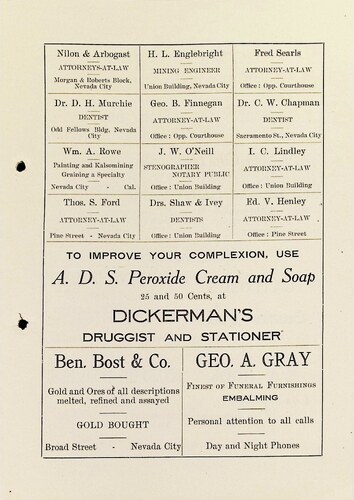 Nilon & Arbogast
ATTORNEYS-AT-LAW
Morgan & Roberts Block,
Nevada City
H. L. Englebright
MINING ENGINEER
Union Building, Nevada City
Fred Searls
ATTORNEY-AT-LAW
Office: Opp. Courthouse
Dr. D. H. Murchie
DENTIST
Odd Fellows Bldg, Nevada
City
Geo. B. Finnegan
ATTORNEY-AT-LAW
Office: Opp. Courthouse
Dr. C. W. Chapman
DENTIST
Sacramento St., Nevada City
Wm. A. Rowe
Painting and Kalsomining
Graining a Specialty
Nevada City - Cal.
J. W. O'Neill
STENOGRAPHER
NOTARY PUBLIC
Office: Union Building
I. C. Lindley
ATTORNEY-AT-LAW
Office: Union Building
Thos. S. Ford
ATTORNEY-AT-LAW
Pine Street - Nevada City
Drs. Shaw & Ivey
DENTISTS
Office: Union Building
Ed. V. Henley
ATTORNEY-AT-LAW
Office: Pine Street
TO IMPROVE YOUR COMPLEXION, USE
A. D. S. Peroxide Cream and Soap
25 and 50 Cents, at
DICKERMAN'S
DRUGGIST AND STATIONER
Ben. Bost & Co.
Gold and Ores of all descriptions
melted, refined and assayed
GOLD BOUGHT
Broad Street - Nevada City
GEO. A. GRAY
FINEST OF FUNERAL FURNISHINGS
EMBALMING
Personal attention to all calls
Day and Night Phones